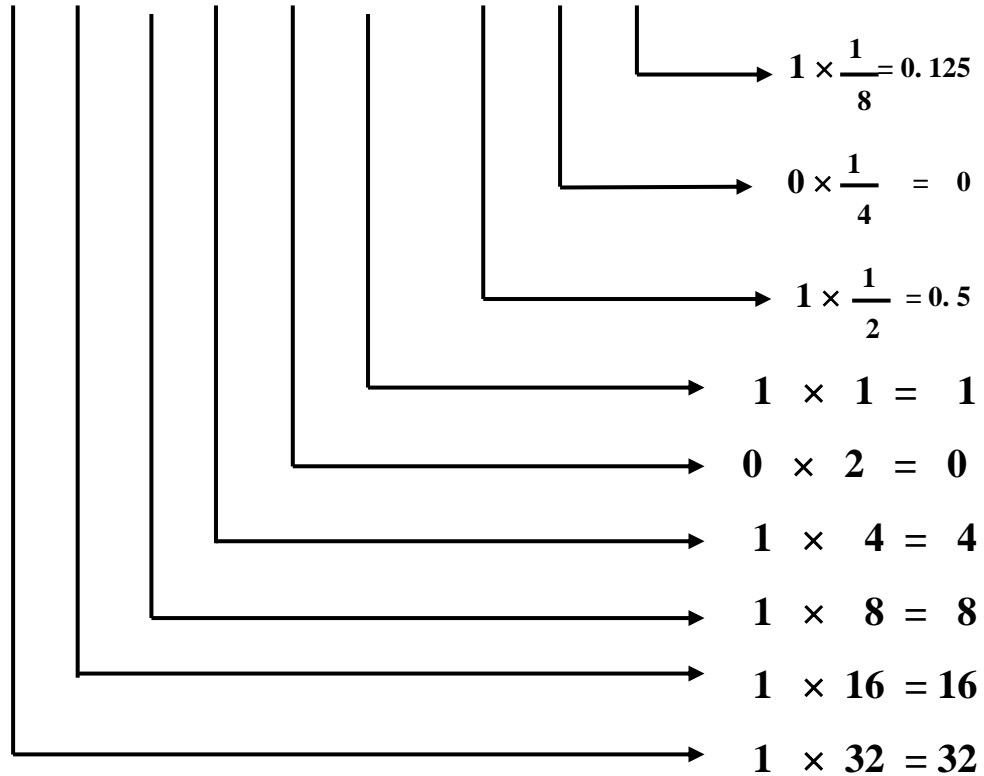 1 × 1/8 = 0.125
0 × 1/4 = 0
1 × 1/2 = 0.5
1 × 1 = 1
0 × 2 = 0
1 × 4 = 4
1 × 8 = 8
1 × 16 = 16
1 × 32 = 32